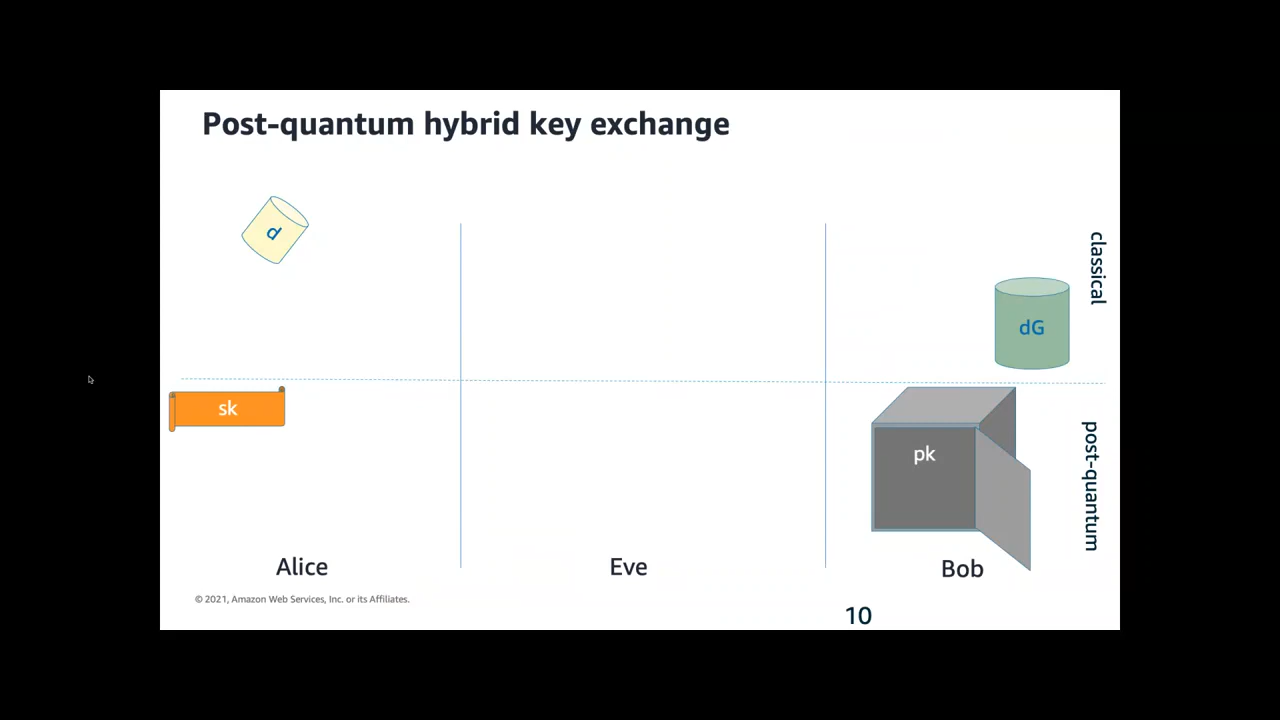 Post-quantum hybrid key exchange
d
classical
dG
sk
pk
post-quantum
Alice
Eve
Bob
© 2021, Amazon Web Services, Inc. or its Affiliates.
10